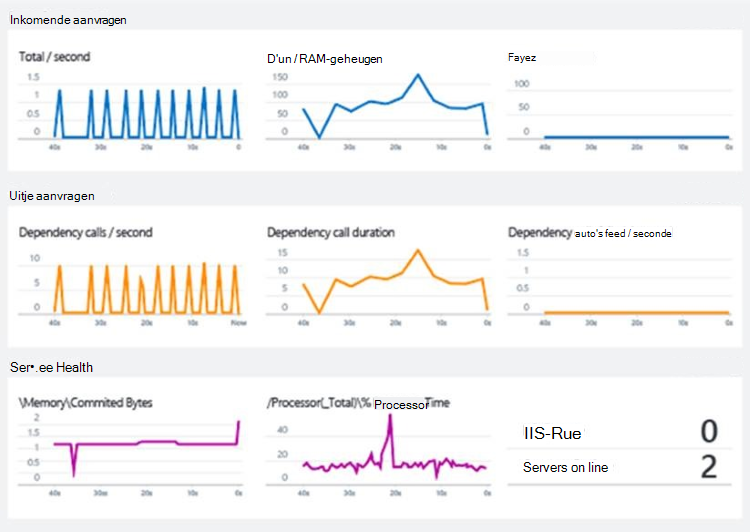 Inkomende aanvragen
Total / second
1.5
1
0.5
0
40s 30s 20s 10s 0
D'un / RAM-geheugen
150
100
50
0
40s 30s 20s 10s 0s
Fayez
100
50
0
40s 30s 20s 10s 0s
Uitje aanvragen
Dependency calls / second
10
5
0
40s 30s 20s 10s Now
Dependency call duration
15
10
5
0
40s 30s 20s 10s 0s
Dependency auto's feed / seconde
1.5
1
0.5
0
40s 30s 20s 10s 0s
Ser•.ee Health
\Memory\Commited Bytes
2
1.5
1
0.5
0
40s 30s 20s 10s 0s
/Processor(_Total)\% Processor Time
40
20
0
40s 30s 20s 10s 0s
IIS-Rue 0
Servers on line 2